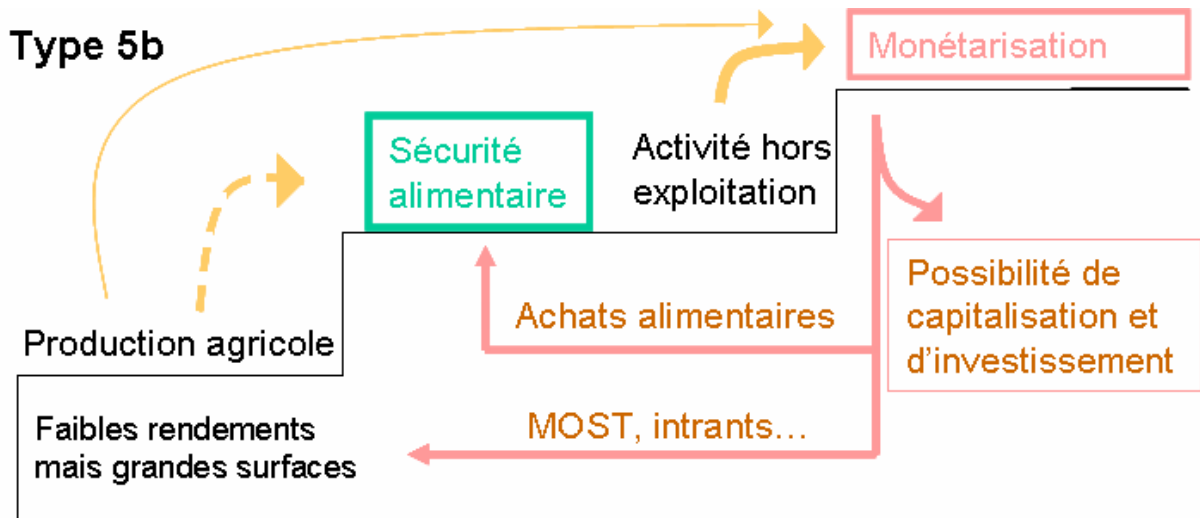 Type 5b
Monétarisation
Sécurité
alimentaire
Activité hors
exploitation
Possibilité de
capitalisation et
d'investissement
Achats alimentaires
Production agricole
MOST, intrants...
Faibles rendements
mais grandes surfaces